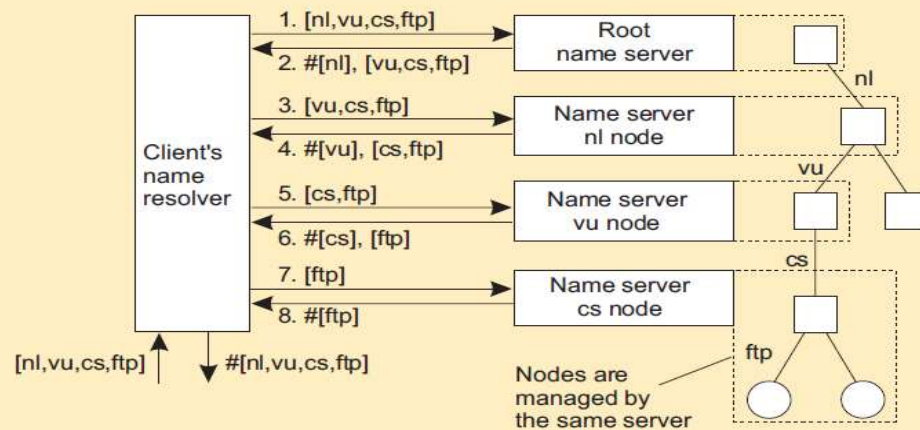 1. [nl,vu,cs,ftp]
2. #[nl], [vu,cs,ftp]
3. [vu,cs,ftp]
4. #[vu], [cs,ftp]
5. [cs,ftp]
6. #[cs], [ftp]
7. [ftp]
8. #[ftp]
Client's
name
resolver
[nl,vu,cs,ftp]
#[nl,vu,cs,ftp]
Root
name server
Name server
nl node
Name server
vu node
Name server
cs node
nl
vu
cs
ftp
Nodes are
managed by
the same server